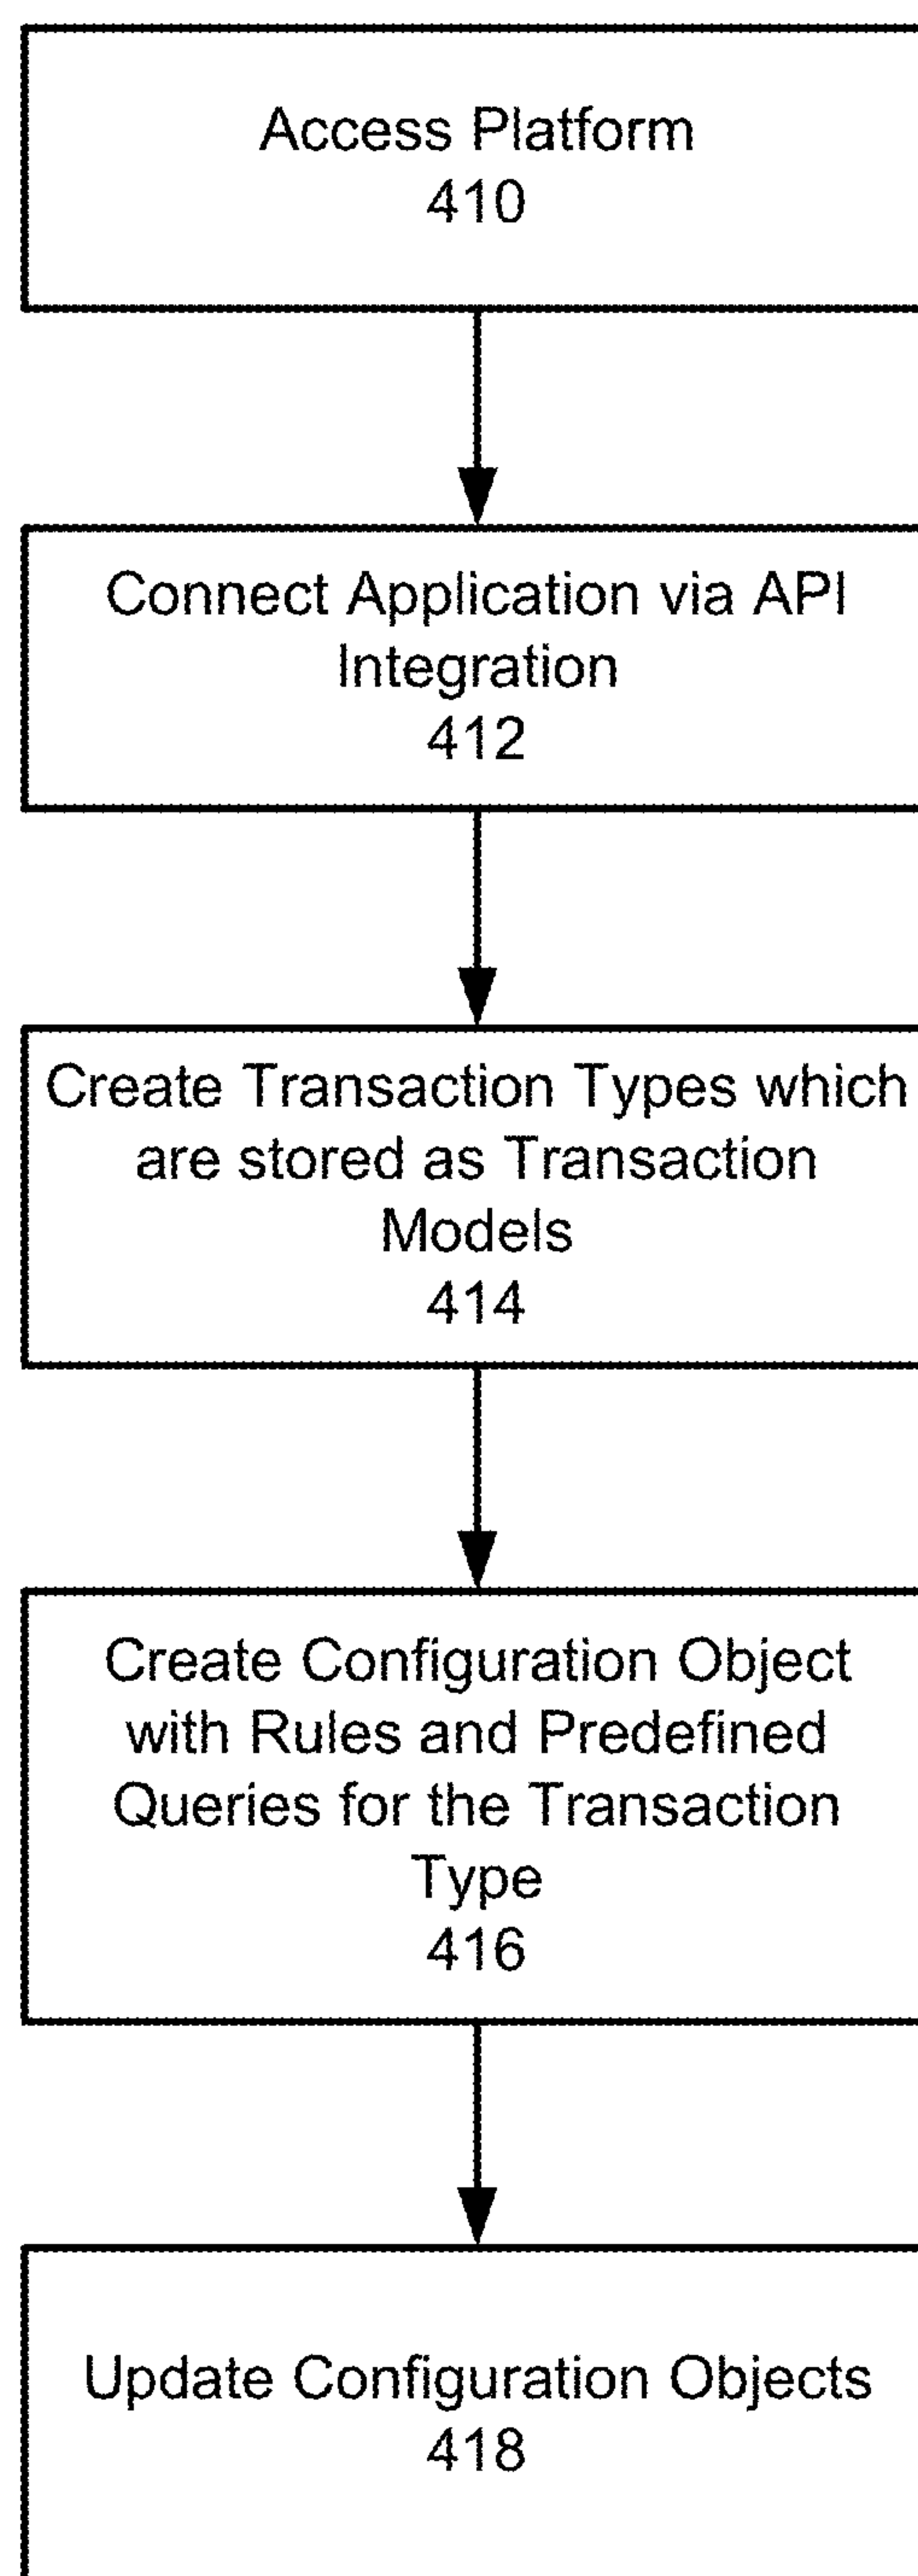 Access Platform
410
Connect Application via API
Integration
412
Create Transaction Types which
are stored as Transaction
Models
414
Create Configuration Object
with Rules and Predefined
Queries for the Transaction
Type
416
Update Configuration Objects
418